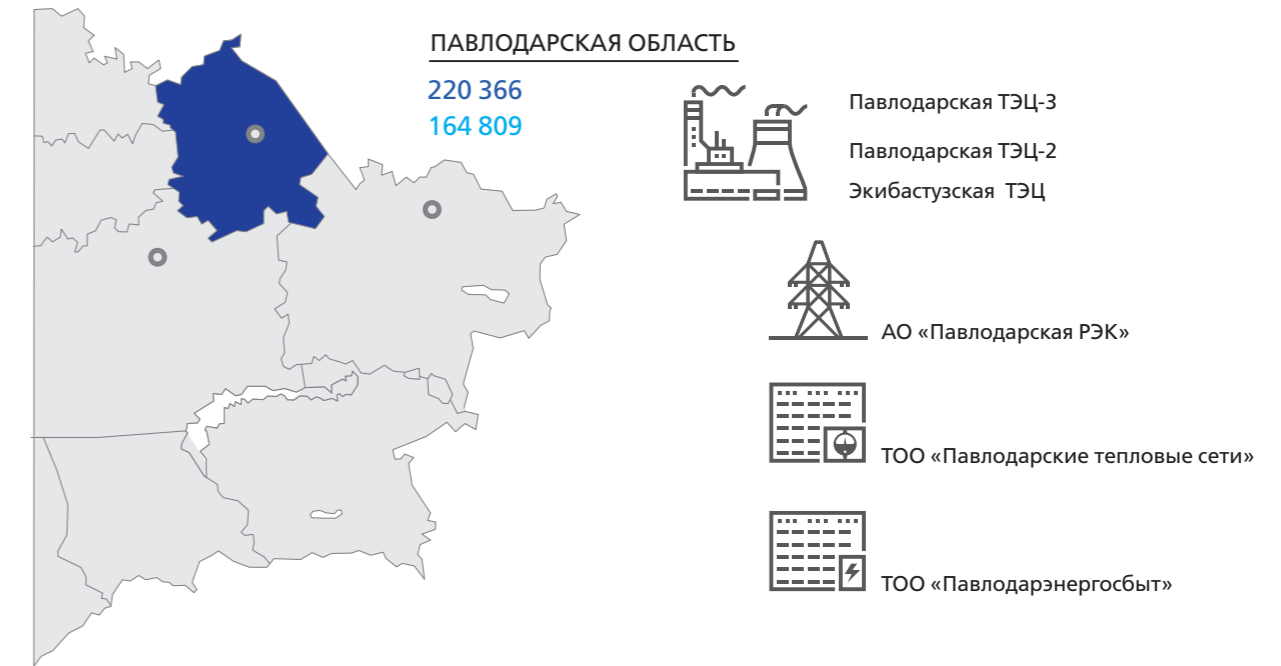 ПАВЛОДАРСКАЯ ОБЛАСТЬ
220 366
164 809
Павлодарская ТЭЦ-3
Павлодарская ТЭЦ-2
Экибастузская ТЭЦ
АО «Павлодарская РЭК»
ТОО «Павлодарские тепловые сети»
ТОО «Павлодарэнергосбыт»